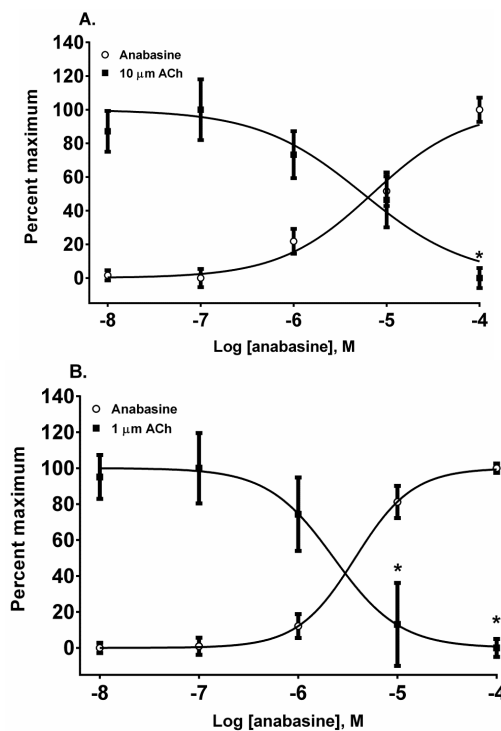 A.
140
120
100
80
60
40
20
0
Percent maximum
Anabasine
10 μm ACh
*
-8
-7
-6
-5
-4
Log [anabasine], M
B.
140
120
100
80
60
40
20
0
Percent maximum
Anabasine
1 μm ACh
*
*
-8
-7
-6
-5
-4
Log [anabasine], M